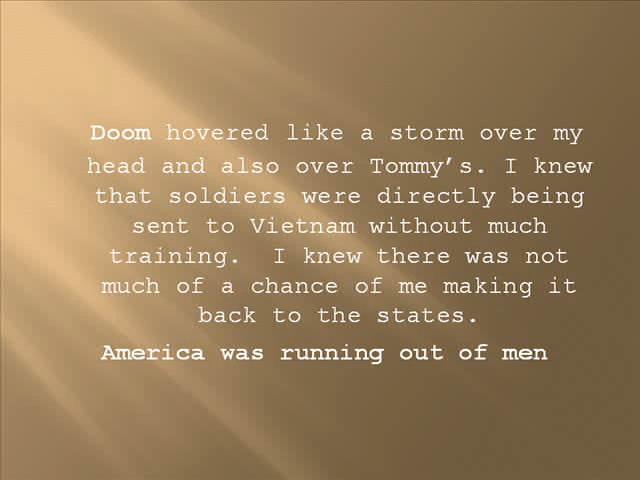 Doom hovered like a storm over my
head and also over Tommy’s. I knew
that soldiers were directly being
sent to Vietnam without much
training.  I knew there was not
much of a chance of me making it
back to the states.
America was running out of men